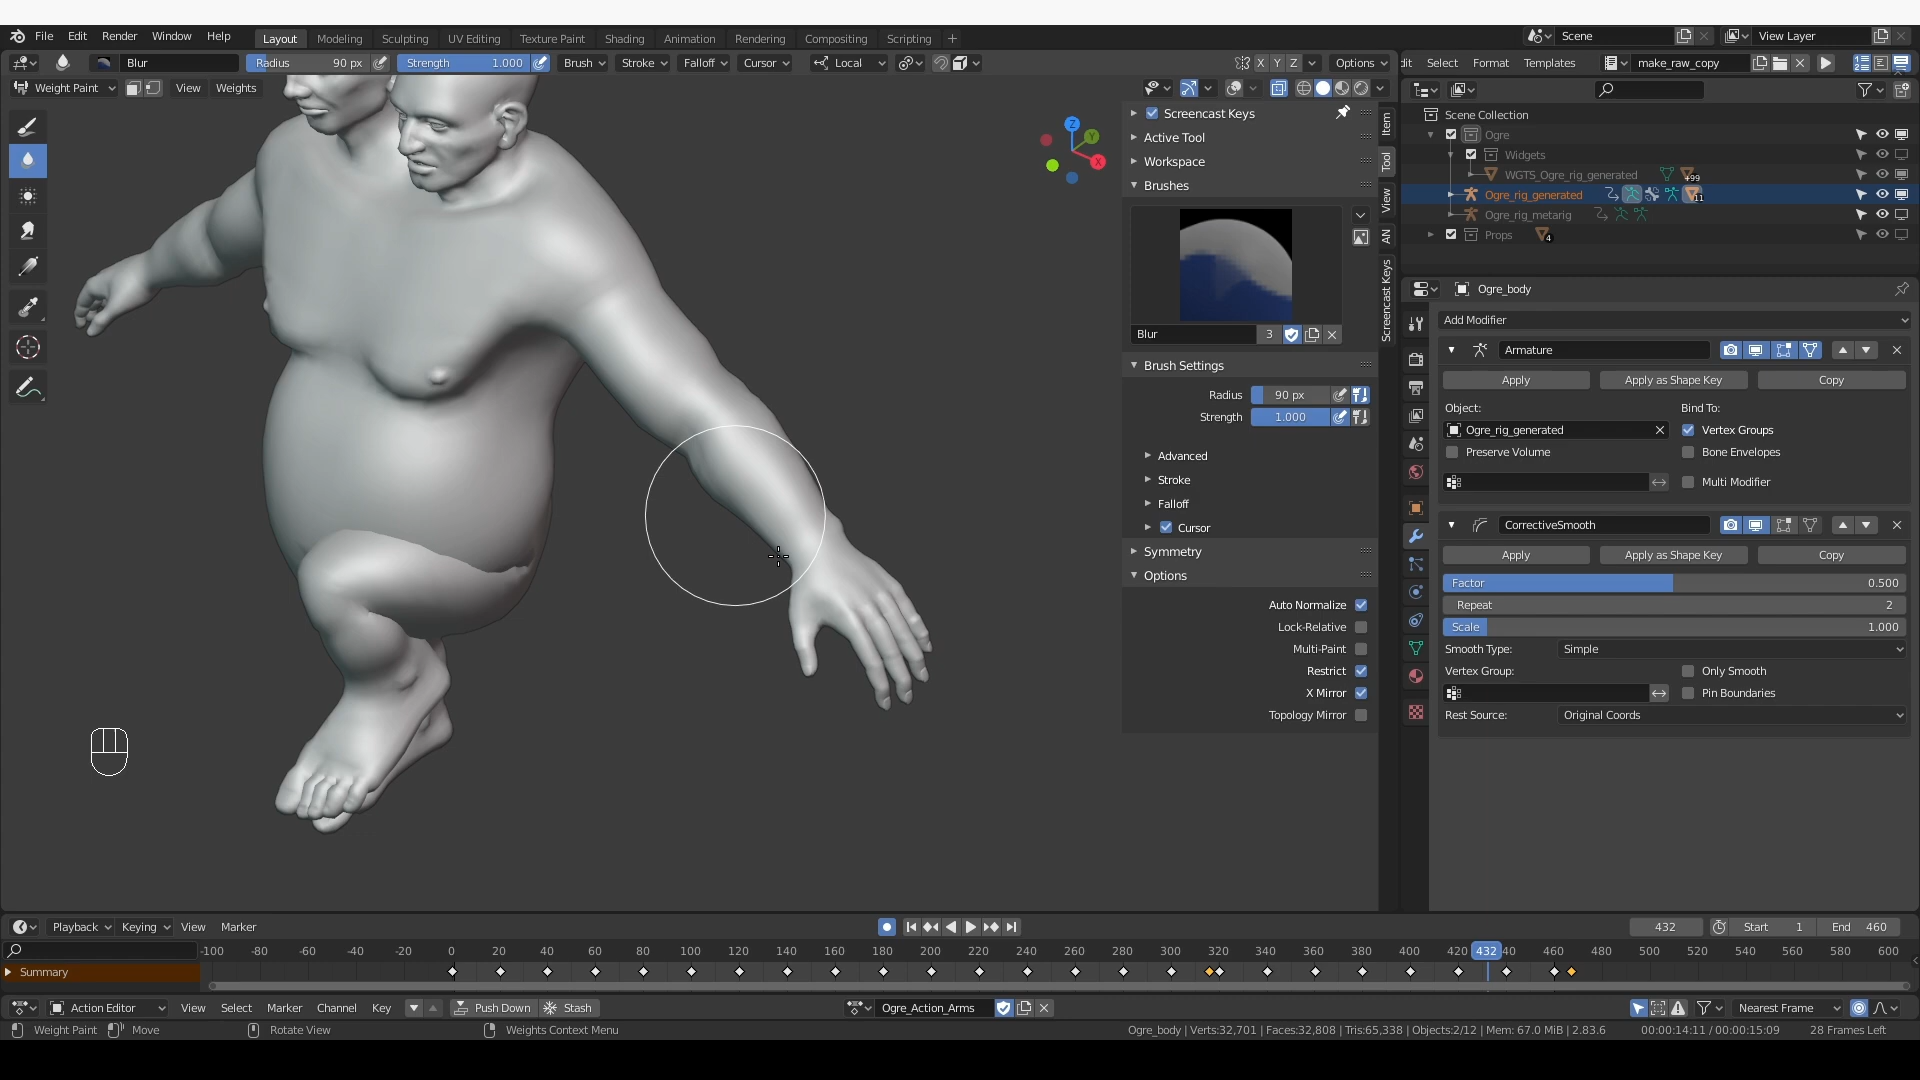 File Edit Render Window Help Layout Modeling Sculpting UV Editing Texture Paint Shading Animation Rendering Compositing Scripting + Scene View Layer
Blur Radius 90 px Strength 1.000 Brush Stroke Falloff Cursor Local X Y Z Options dit Select Format Templates make_raw_copy
Weight Paint View Weights
Screencast Keys
Active Tool
Workspace
Brushes
Blur 3
Brush Settings
Radius 90 px
Strength 1.000
Advanced
Stroke
Falloff
Cursor
Symmetry
Options
Auto Normalize
Lock-Relative
Multi-Paint
Restrict
X Mirror
Topology Mirror
Item
Tool
View
AN
Screencast Keys
Z
Y
X
Scene Collection
Ogre
Widgets
WGTS_Ogre_rig_generated +99
Ogre_rig_generated 11
Ogre_rig_metarig
Props 4
Ogre_body
Add Modifier
Armature
Apply Apply as Shape Key Copy
Object: Bind To:
Ogre_rig_generated Vertex Groups
Preserve Volume Bone Envelopes
Multi Modifier
CorrectiveSmooth
Apply Apply as Shape Key Copy
Factor 0.500
Repeat 2
Scale 1.000
Smooth Type: Simple
Vertex Group: Only Smooth
Pin Boundaries
Rest Source: Original Coords
Playback Keying View Marker 432 Start 1 End 460
-100 -80 -60 -40 -20 0 20 40 60 80 100 120 140 160 180 200 220 240 260 280 300 320 340 360 380 400 420 432 40 460 480 500 520 540 560 580 600
Summary
Action Editor View Select Marker Channel Key Push Down Stash Ogre_Action_Arms Nearest Frame
Weight Paint Move Rotate View Weights Context Menu Ogre_body | Verts:32,701 | Faces:32,808 | Tris:65,338 | Objects:2/12 | Mem: 67.0 MiB | 2.83.6 00:00:14:11 / 00:00:15:09 28 Frames Left